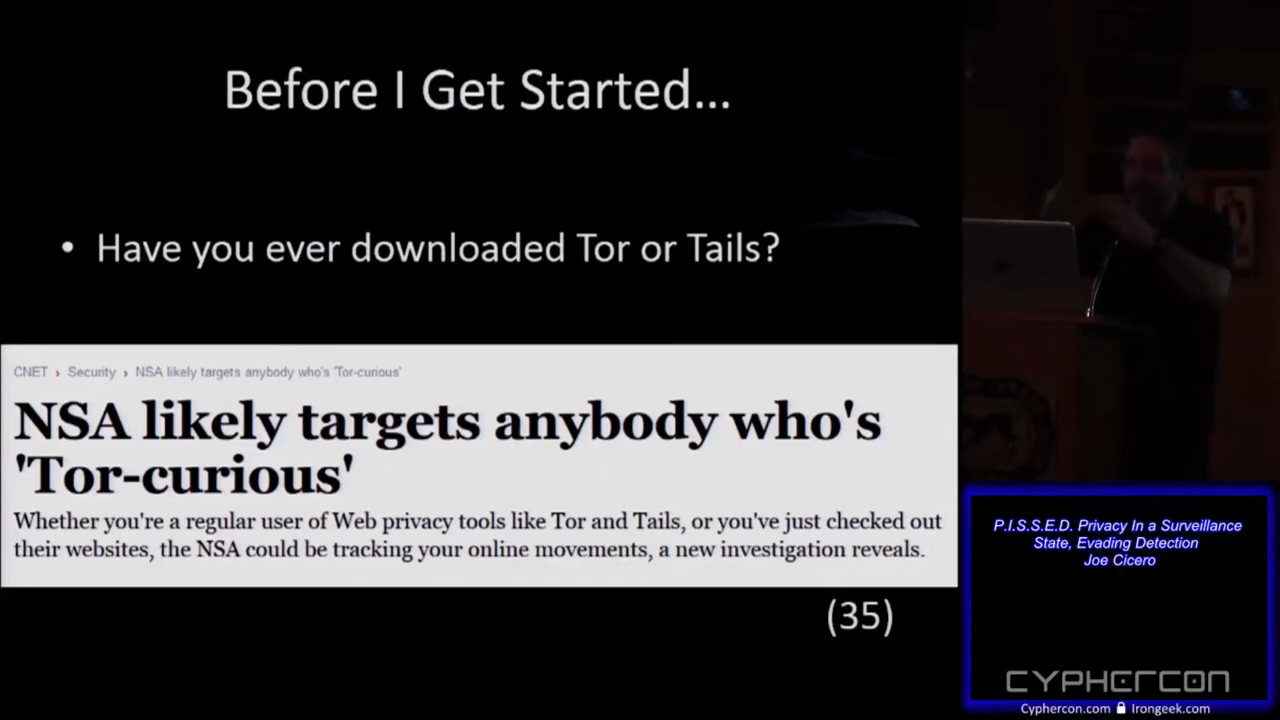 Before I Get Started...
• Have you ever downloaded Tor or Tails?
CNET › Security › NSA likely targets anybody who's 'Tor-curious'
NSA likely targets anybody who's
'Tor-curious'
Whether you're a regular user of Web privacy tools like Tor and Tails, or you've just checked out
their websites, the NSA could be tracking your online movements, a new investigation reveals.
(35)
P.I.S.S.E.D. Privacy In a Surveillance
State, Evading Detection
Joe Cicero
CYPHERCON
Cyphercon.com Irongeek.com